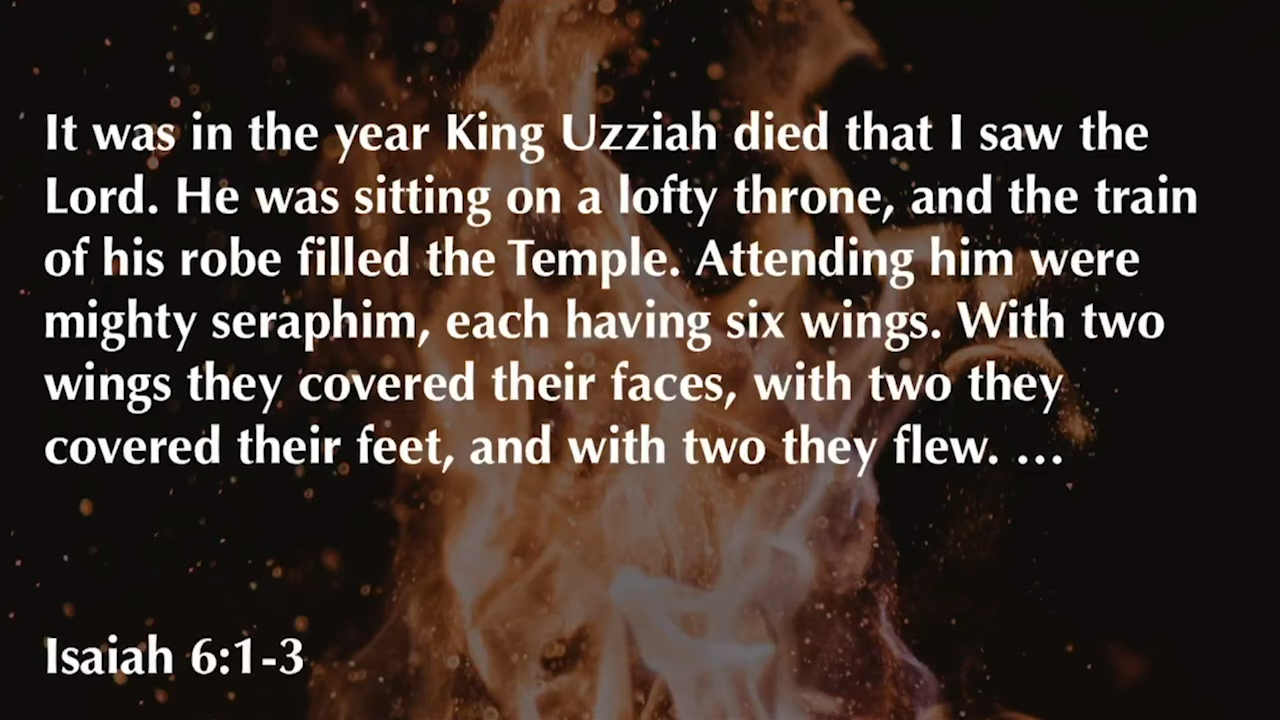 It was in the year King Uzziah died that I saw the
Lord. He was sitting on a lofty throne, and the train
of his robe filled the Temple. Attending him were
mighty seraphim, each having six wings. With two
wings they covered their faces, with two they
covered their feet, and with two they flew. …
Isaiah 6:1-3